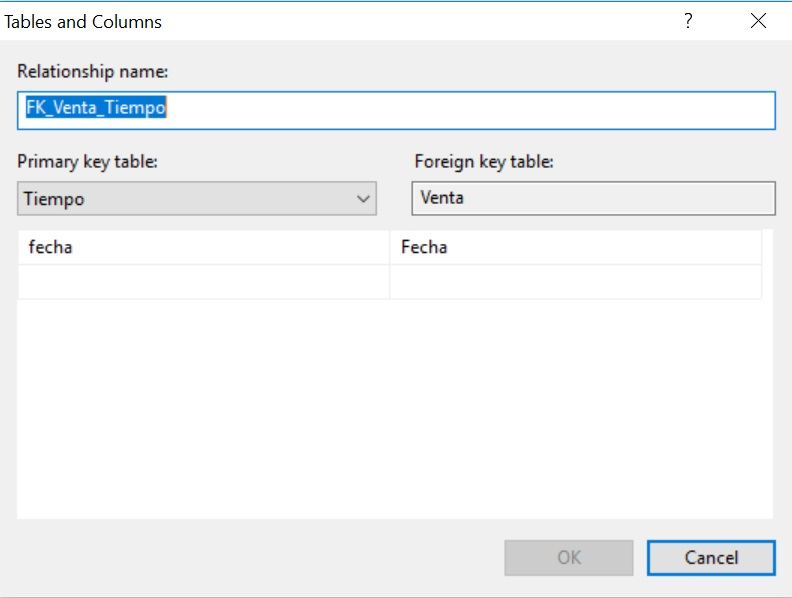 Tables and Columns
?
Relationship name:
FK_Venta_Tiempo
Primary key table:
Foreign key table:
Tiempo
Venta
fecha
Fecha
OK
Cancel